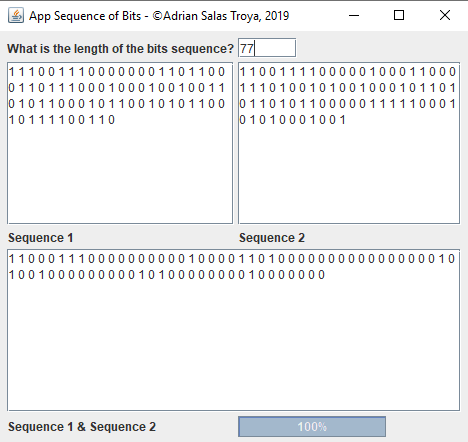 App Sequence of Bits - ©Adrian Salas Troya, 2019
What is the length of the bits sequence? 77
1 1 1 0 0 1 1 1 0 0 0 0 0 0 0 1 1 0 1 1 0 0
0 1 1 0 1 1 1 0 0 0 1 0 0 0 1 0 0 1 0 0 1 1
0 1 0 1 1 0 0 0 1 0 1 1 0 0 1 0 1 0 1 1 0 0
1 0 1 1 1 1 0 0 1 1 0
1 1 0 0 1 1 1 1 0 0 0 0 0 1 0 0 0 1 1 0 0 0
1 1 1 0 1 0 0 1 0 1 0 0 1 0 0 0 1 0 1 1 0 1
0 1 1 0 1 0 1 1 0 0 0 0 0 1 1 1 1 1 0 0 0 1
0 1 0 1 0 0 0 1 0 0 1
Sequence 1
Sequence 2
1 1 0 0 0 1 1 1 0 0 0 0 0 0 0 0 0 0 1 0 0 0 0 1 1 0 1 0 0 0 0 0 0 0 0 0 0 0 0 0 0 0 0 1 0
1 0 0 1 0 0 0 0 0 0 0 0 0 1 0 1 0 0 0 0 0 0 0 0 1 0 0 0 0 0 0 0
Sequence 1 & Sequence 2
100%